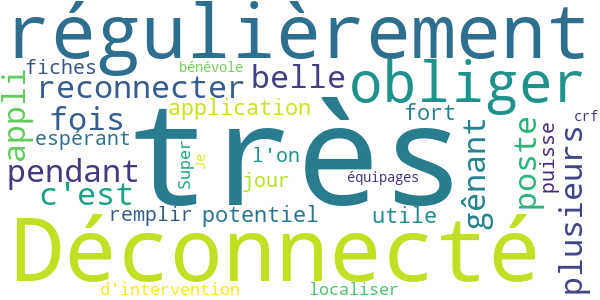 régulièrement
fiches
bénévole
reconnecter
belle
obliger
appli
application
fois
fort
crf
espérant
très
l'on
Super
je
gênant
poste
puisse
plusieurs
pendant
jour
équipages
c'est
remplir
potentiel
utile
Déconnecté
d'intervention
localiser